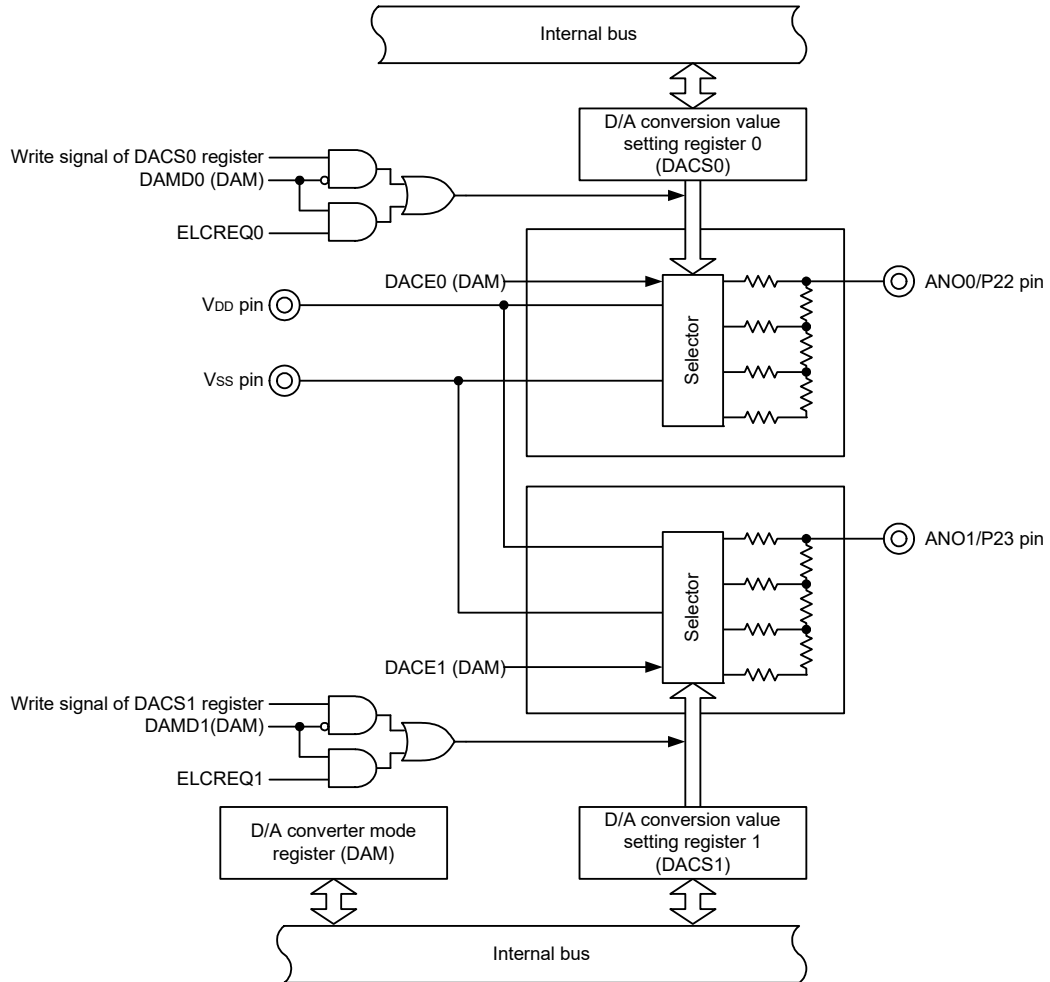 Internal bus
D/A conversion value
setting register 0
(DACS0)
Write signal of DACS0 register
DAMD0 (DAM)
ELCREQ0
DACE0 (DAM)
VDD pin
VSS pin
Selector
ANO0/P22 pin
Selector
ANO1/P23 pin
DACE1 (DAM)
Write signal of DACS1 register
DAMD1(DAM)
ELCREQ1
D/A converter mode
register (DAM)
D/A conversion value
setting register 1
(DACS1)
Internal bus